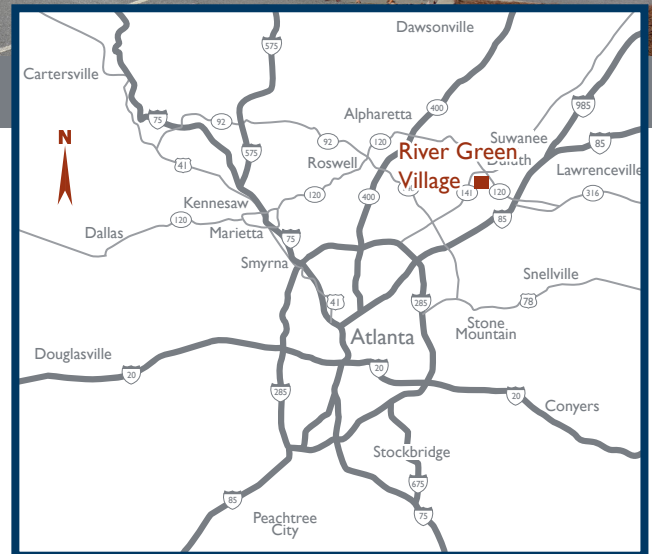 575
Dawsonville
Cartersville
985
400
Alpharetta
75
92
Suwanee
N
92
120
85
575
River Green
Duluth
41
Roswell
Lawrenceville
Village
141
120
316
Kennesaw
120
400
120
85
Dallas
Marietta
75
Smyrna
Snellville
285
78
41
Stone
Mountain
Atlanta
Douglasville
20
20
285
20
Conyers
Stockbridge
675
85
75
Peachtree
City